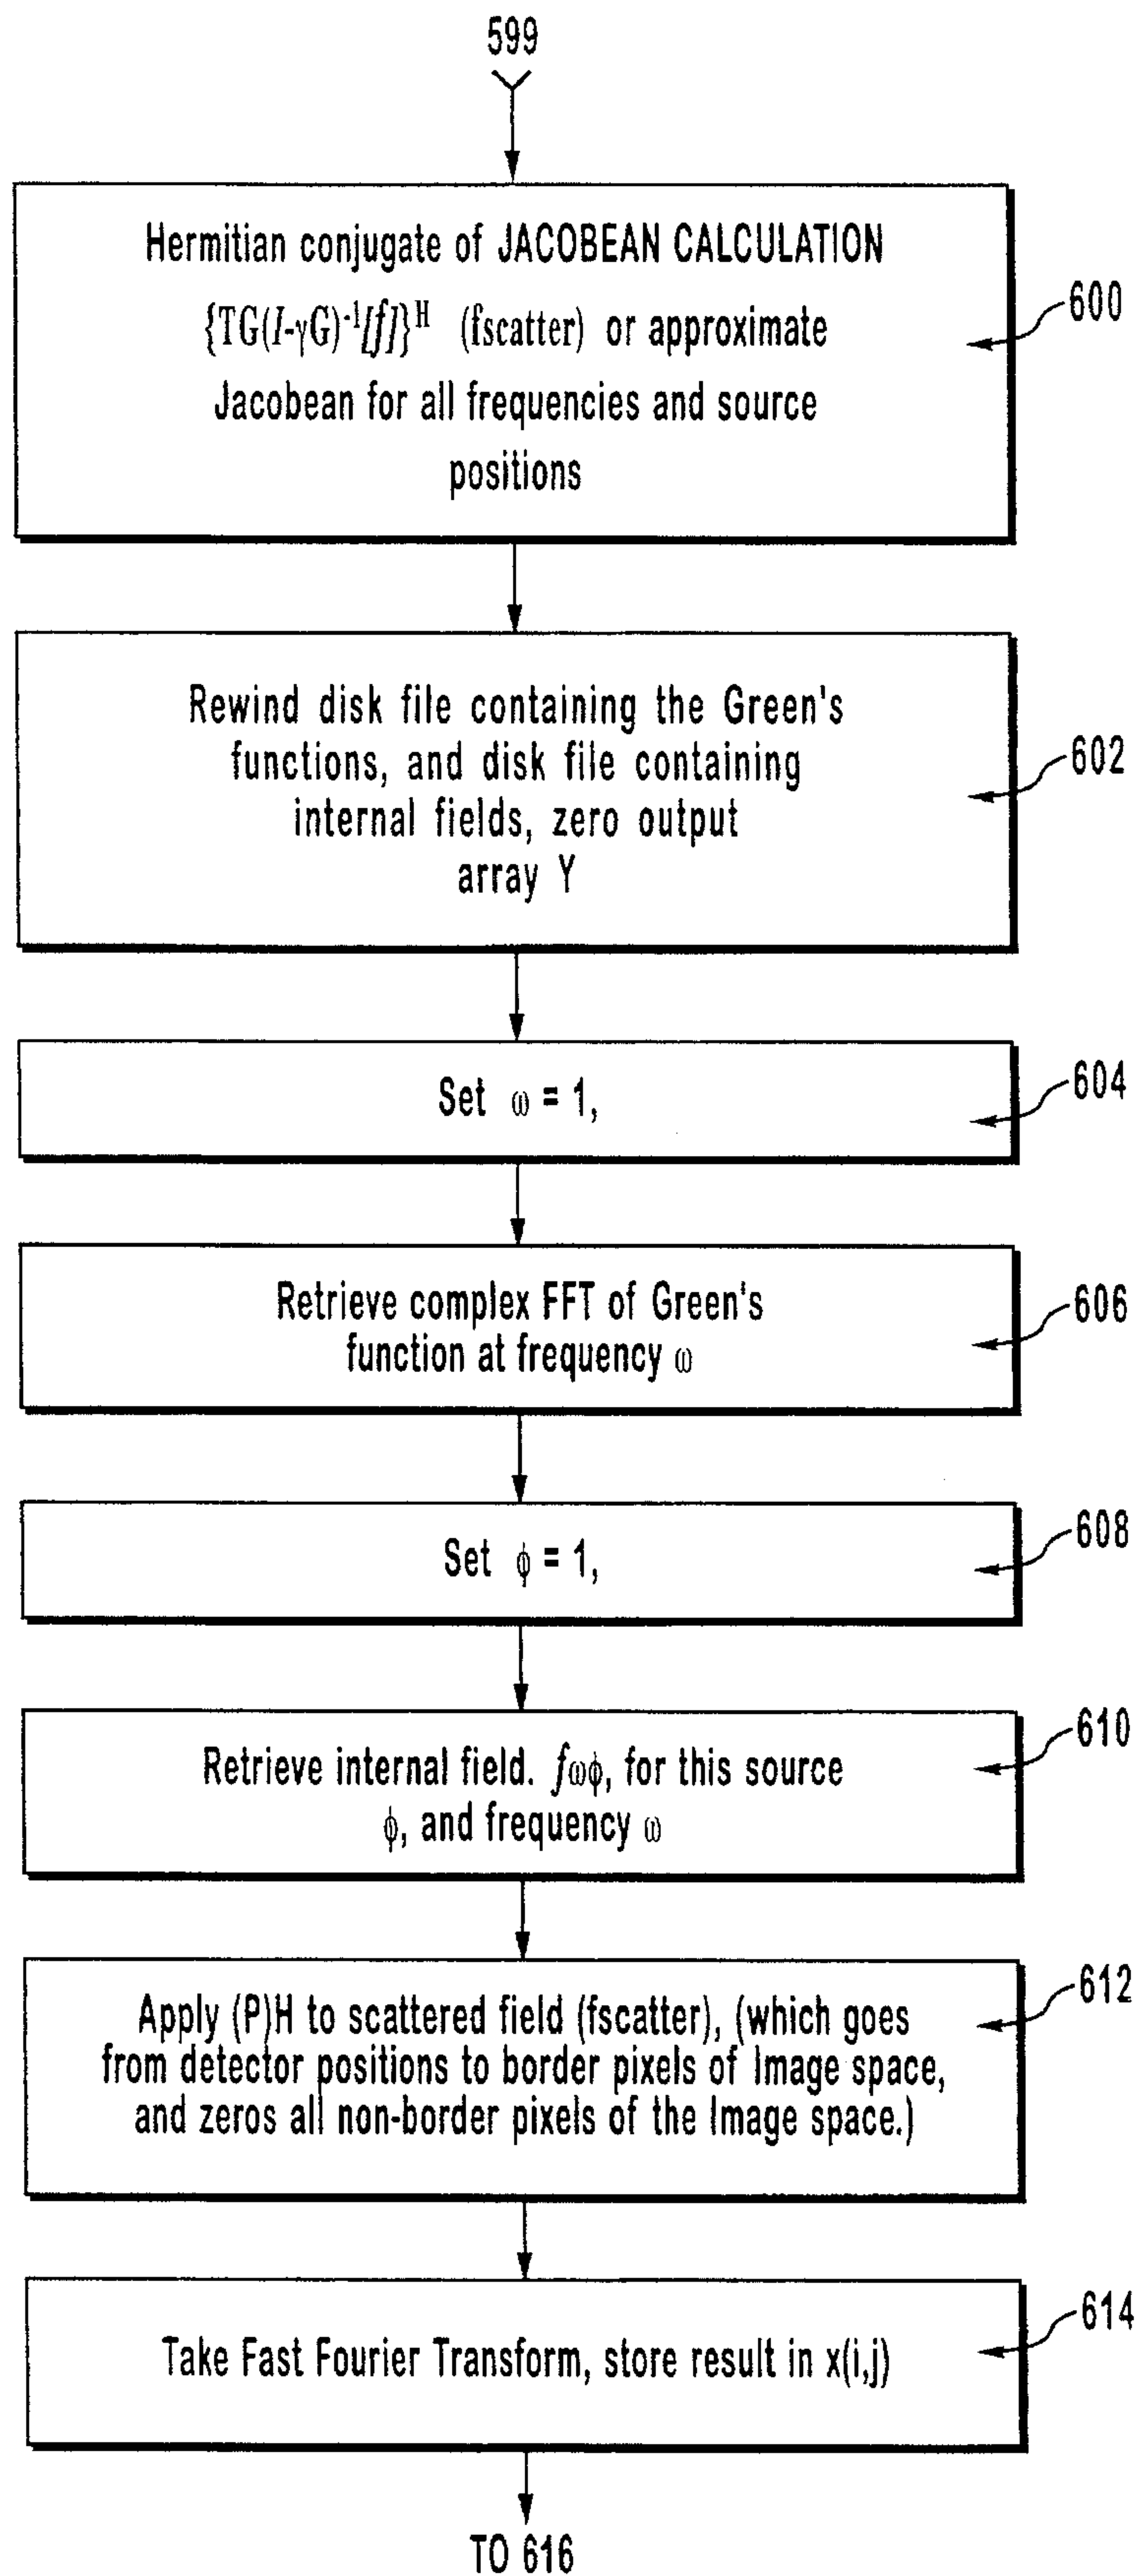 599
Hermitian conjugate of JACOBEAN CALCULATION
{TG(I-γG)⁻¹[f]}ᴴ (fscatter) or approximate
Jacobean for all frequencies and source
positions
600
Rewind disk file containing the Green's
functions, and disk file containing
internal fields, zero output
array Y
602
Set ω = 1,
604
Retrieve complex FFT of Green's
function at frequency ω
606
Set ϕ = 1,
608
Retrieve internal field. fωϕ, for this source
ϕ, and frequency ω
610
Apply (P)H to scattered field (fscatter), (which goes
from detector positions to border pixels of Image space,
and zeros all non-border pixels of the Image space.)
612
Take Fast Fourier Transform, store result in x(i,j)
614
TO 616